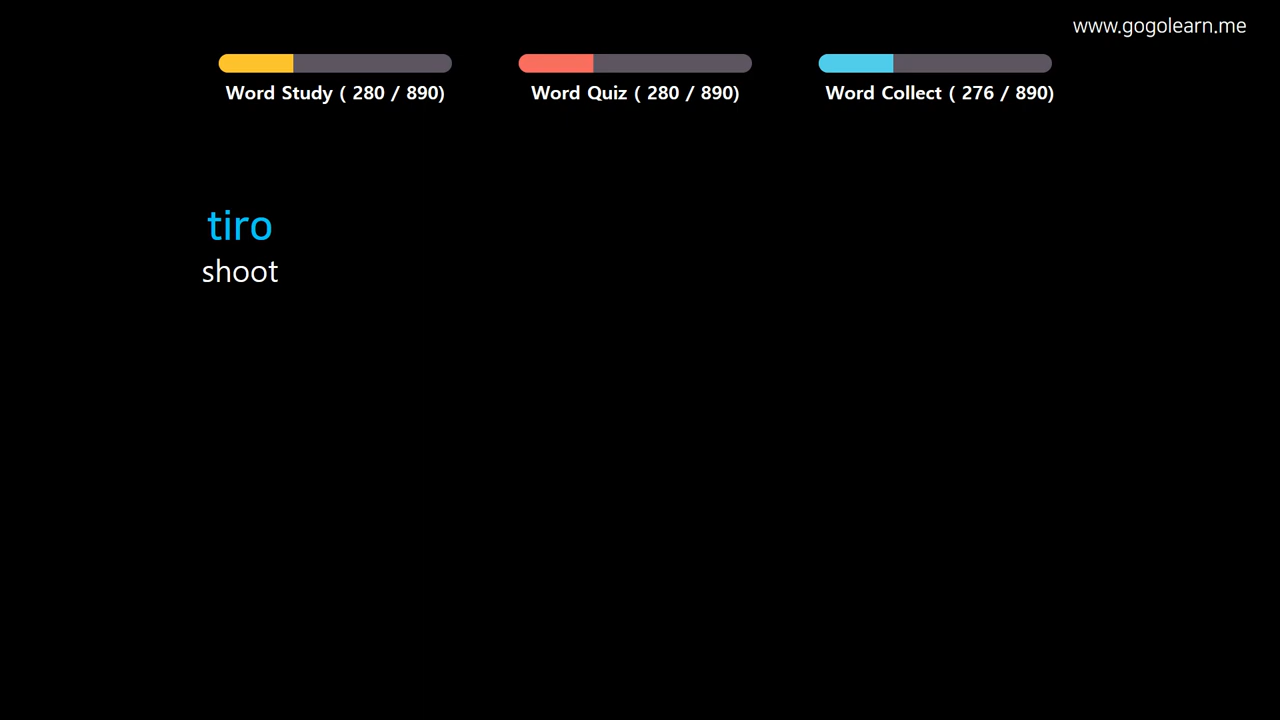 www.gogolearn.me
Word Study ( 280 / 890)
Word Quiz ( 280 / 890)
Word Collect ( 276 / 890)
tiro
shoot